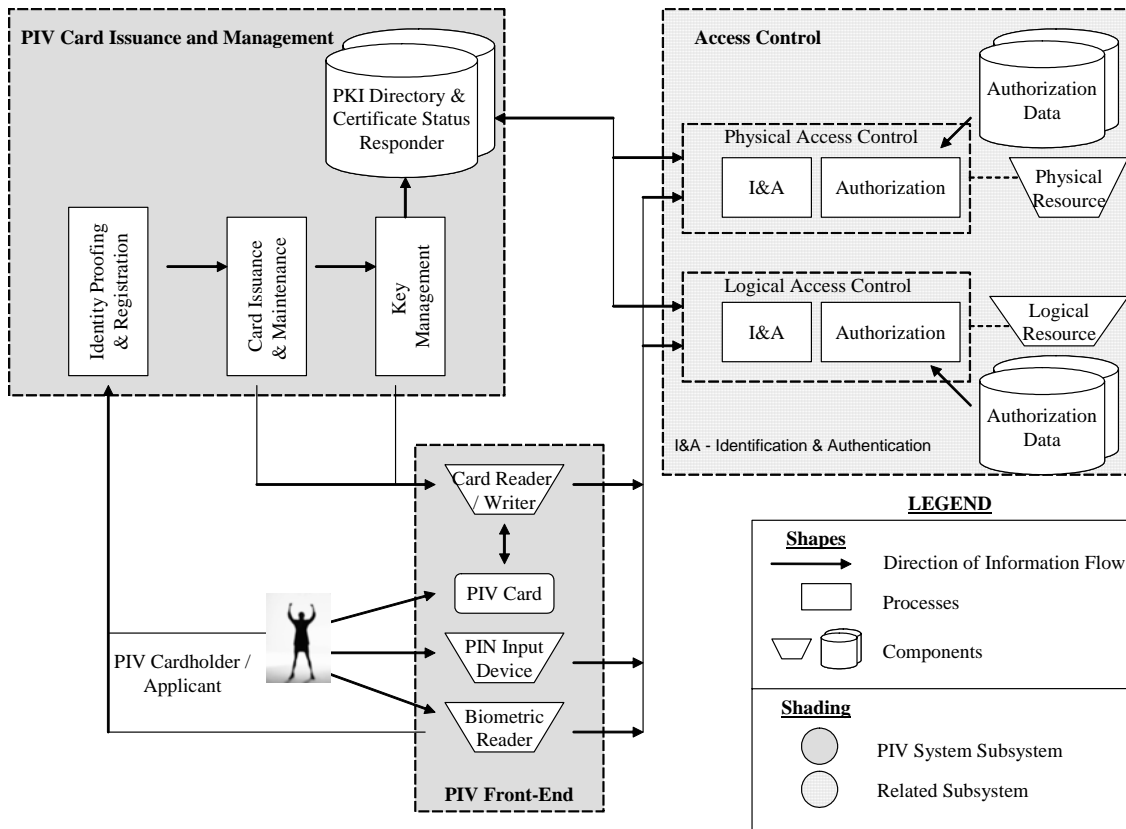 PIV Card Issuance and Management
PKI Directory &
Certificate Status
Responder
Identity Proofing
& Registration
Card Issuance
& Maintenance
Key
Management
Access Control
Authorization
Data
Physical Access Control
I&A
Authorization
Physical
Resource
Logical Access Control
I&A
Authorization
Logical
Resource
Authorization
Data
I&A - Identification & Authentication
Card Reader
/ Writer
PIV Card
PIN Input
Device
Biometric
Reader
PIV Front-End
PIV Cardholder /
Applicant
LEGEND
Shapes
Direction of Information Flow
Processes
Components
Shading
PIV System Subsystem
Related Subsystem